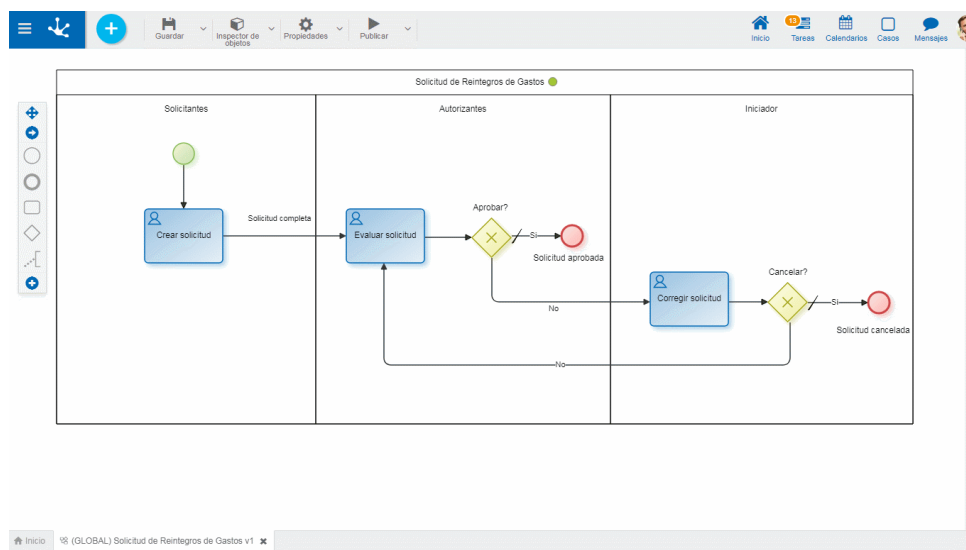 Guardar
Inspector de
objetos
Propiedades
Publicar
Inicio
13
Tareas
Calendarios
Casos
Mensajes
Solicitud de Reintegros de Gastos
Solicitantes
Autorizantes
Iniciador
Crear solicitud
Solicitud completa
Evaluar solicitud
Aprobar?
Si
Solicitud aprobada
No
Corregir solicitud
Cancelar?
Si
Solicitud cancelada
No
Inicio
(GLOBAL) Solicitud de Reintegros de Gastos v1